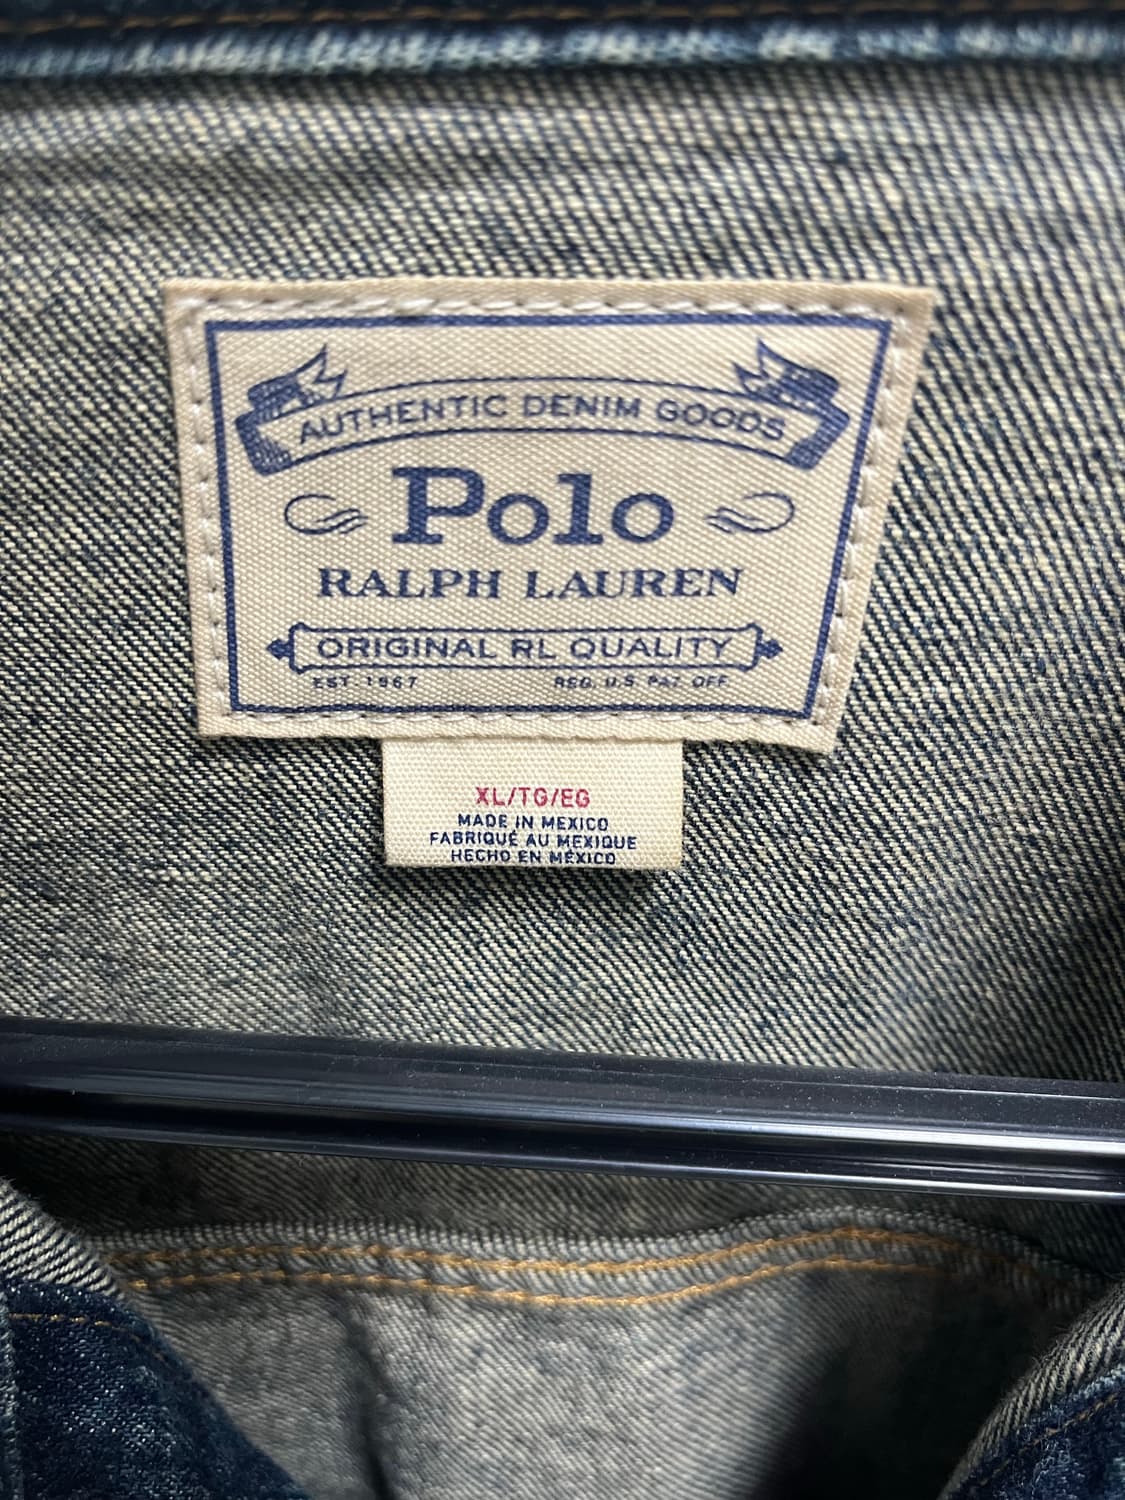 AUTHENTIC DENIM GOODS
Polo
RALPH LAUREN
ORIGINAL RL QUALITY
EST. 1967 REG. U.S. PAT. OFF.
XL/TG/EG
MADE IN MEXICO
FABRIQUÉ AU MEXIQUE
HECHO EN MÉXICO